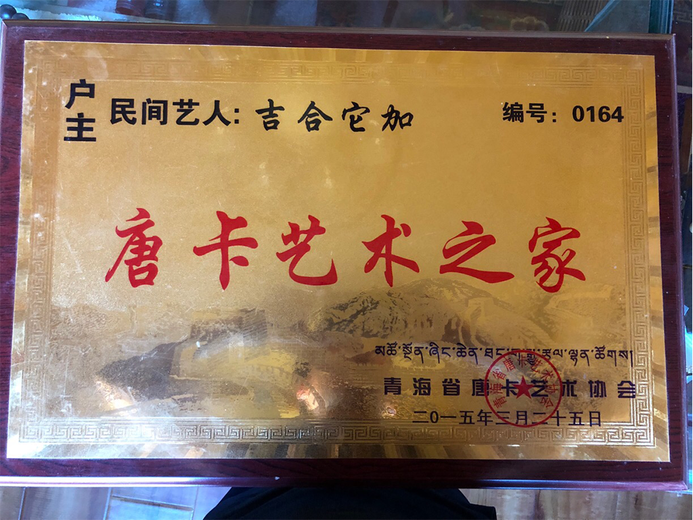 户主 民间艺人：吉合它加 编号：0164
唐卡艺术之家
青海省唐卡艺术协会
二〇一五年三月二十五日